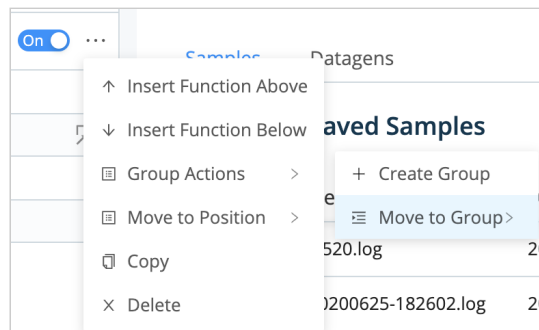 On
Samples Datagens
Insert Function Above
Insert Function Below
aved Samples
Group Actions
Create Group
Move to Position
Move to Group
520.log
Copy
0200625-182602.log
Delete